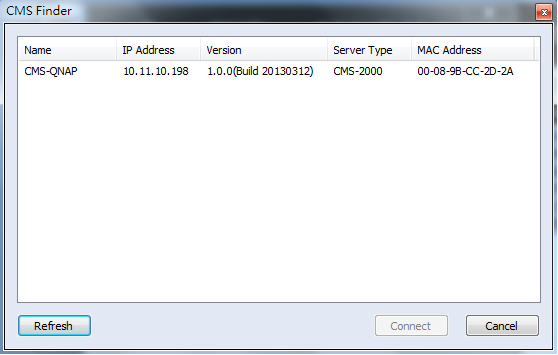 CMS Finder
Name IP Address Version Server Type MAC Address
CMS-QNAP 10.11.10.198 1.0.0(Build 20130312) CMS-2000 00-08-9B-CC-2D-2A
Refresh Connect Cancel